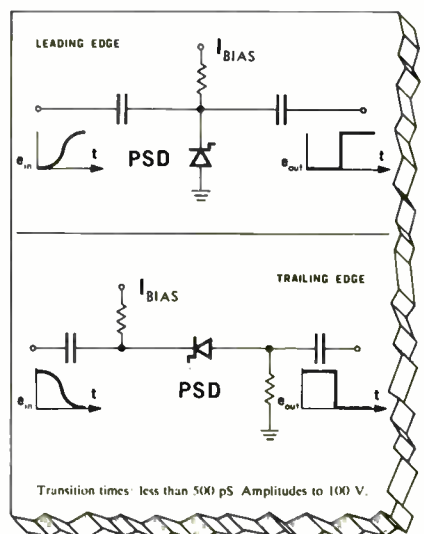 LEADING EDGE
I BIAS
e in
t
PSD
e out
t
TRAILING EDGE
I BIAS
e in
t
PSD
e out
t
Transition times: less than 500 pS. Amplitudes to 100 V.